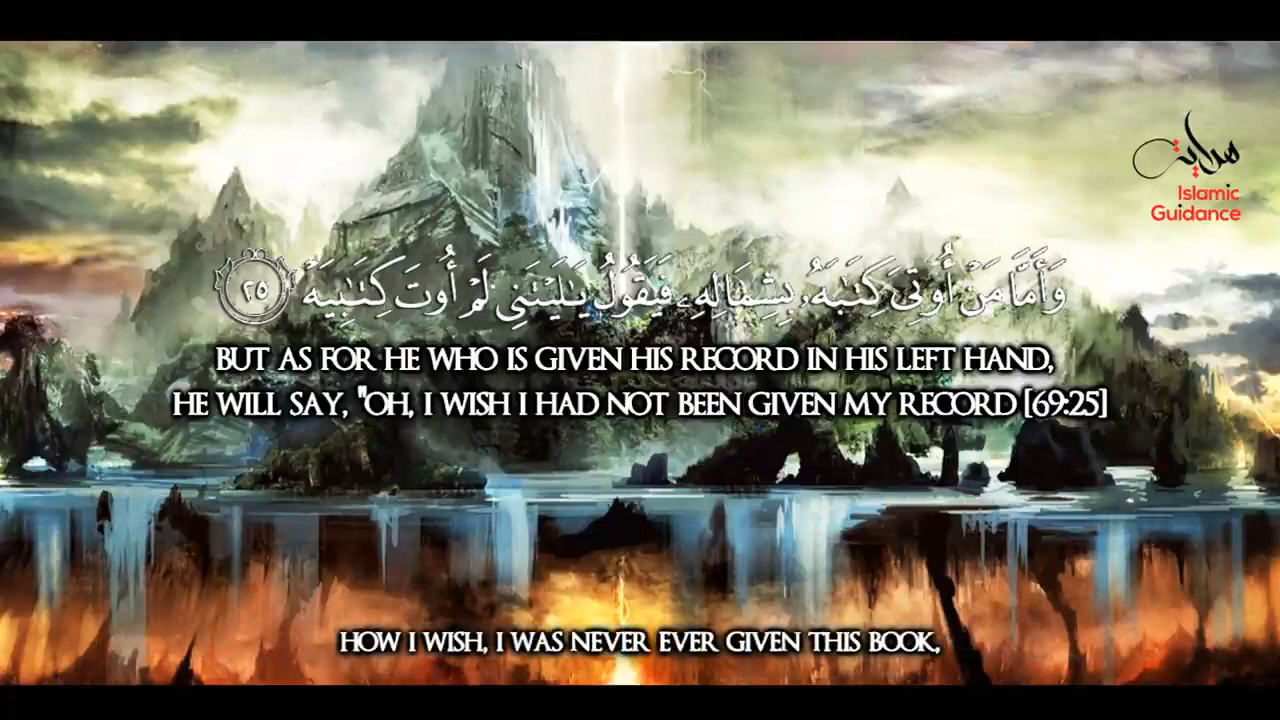 هداية
Islamic
Guidance
وَأَمَّا مَنْ أُوتِىَ كِتَـٰبَهُۥ بِشِمَالِهِۦ فَيَقُولُ يَـٰلَيْتَنِى لَمْ أُوتَ كِتَـٰبِيَهْ ٢٥
BUT AS FOR HE WHO IS GIVEN HIS RECORD IN HIS LEFT HAND,
HE WILL SAY, "OH, I WISH I HAD NOT BEEN GIVEN MY RECORD [69:25]
HOW I WISH, I WAS NEVER EVER GIVEN THIS BOOK,